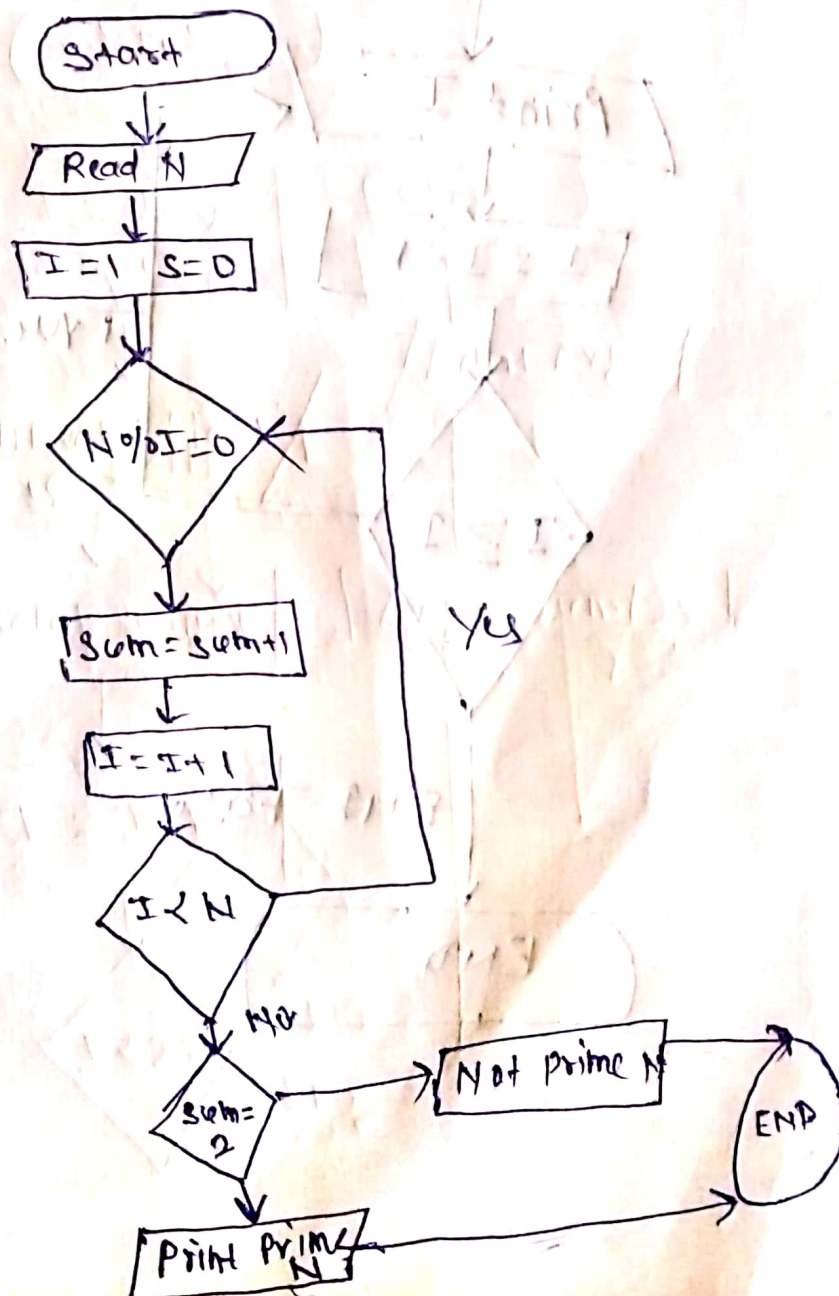 Start
Read N
I = 1 S = 0
N%I=0
Sum = sum+1
I = I + 1
Yes
I < N
No
Sum=
2
Not prime N
END
Print Prime
N